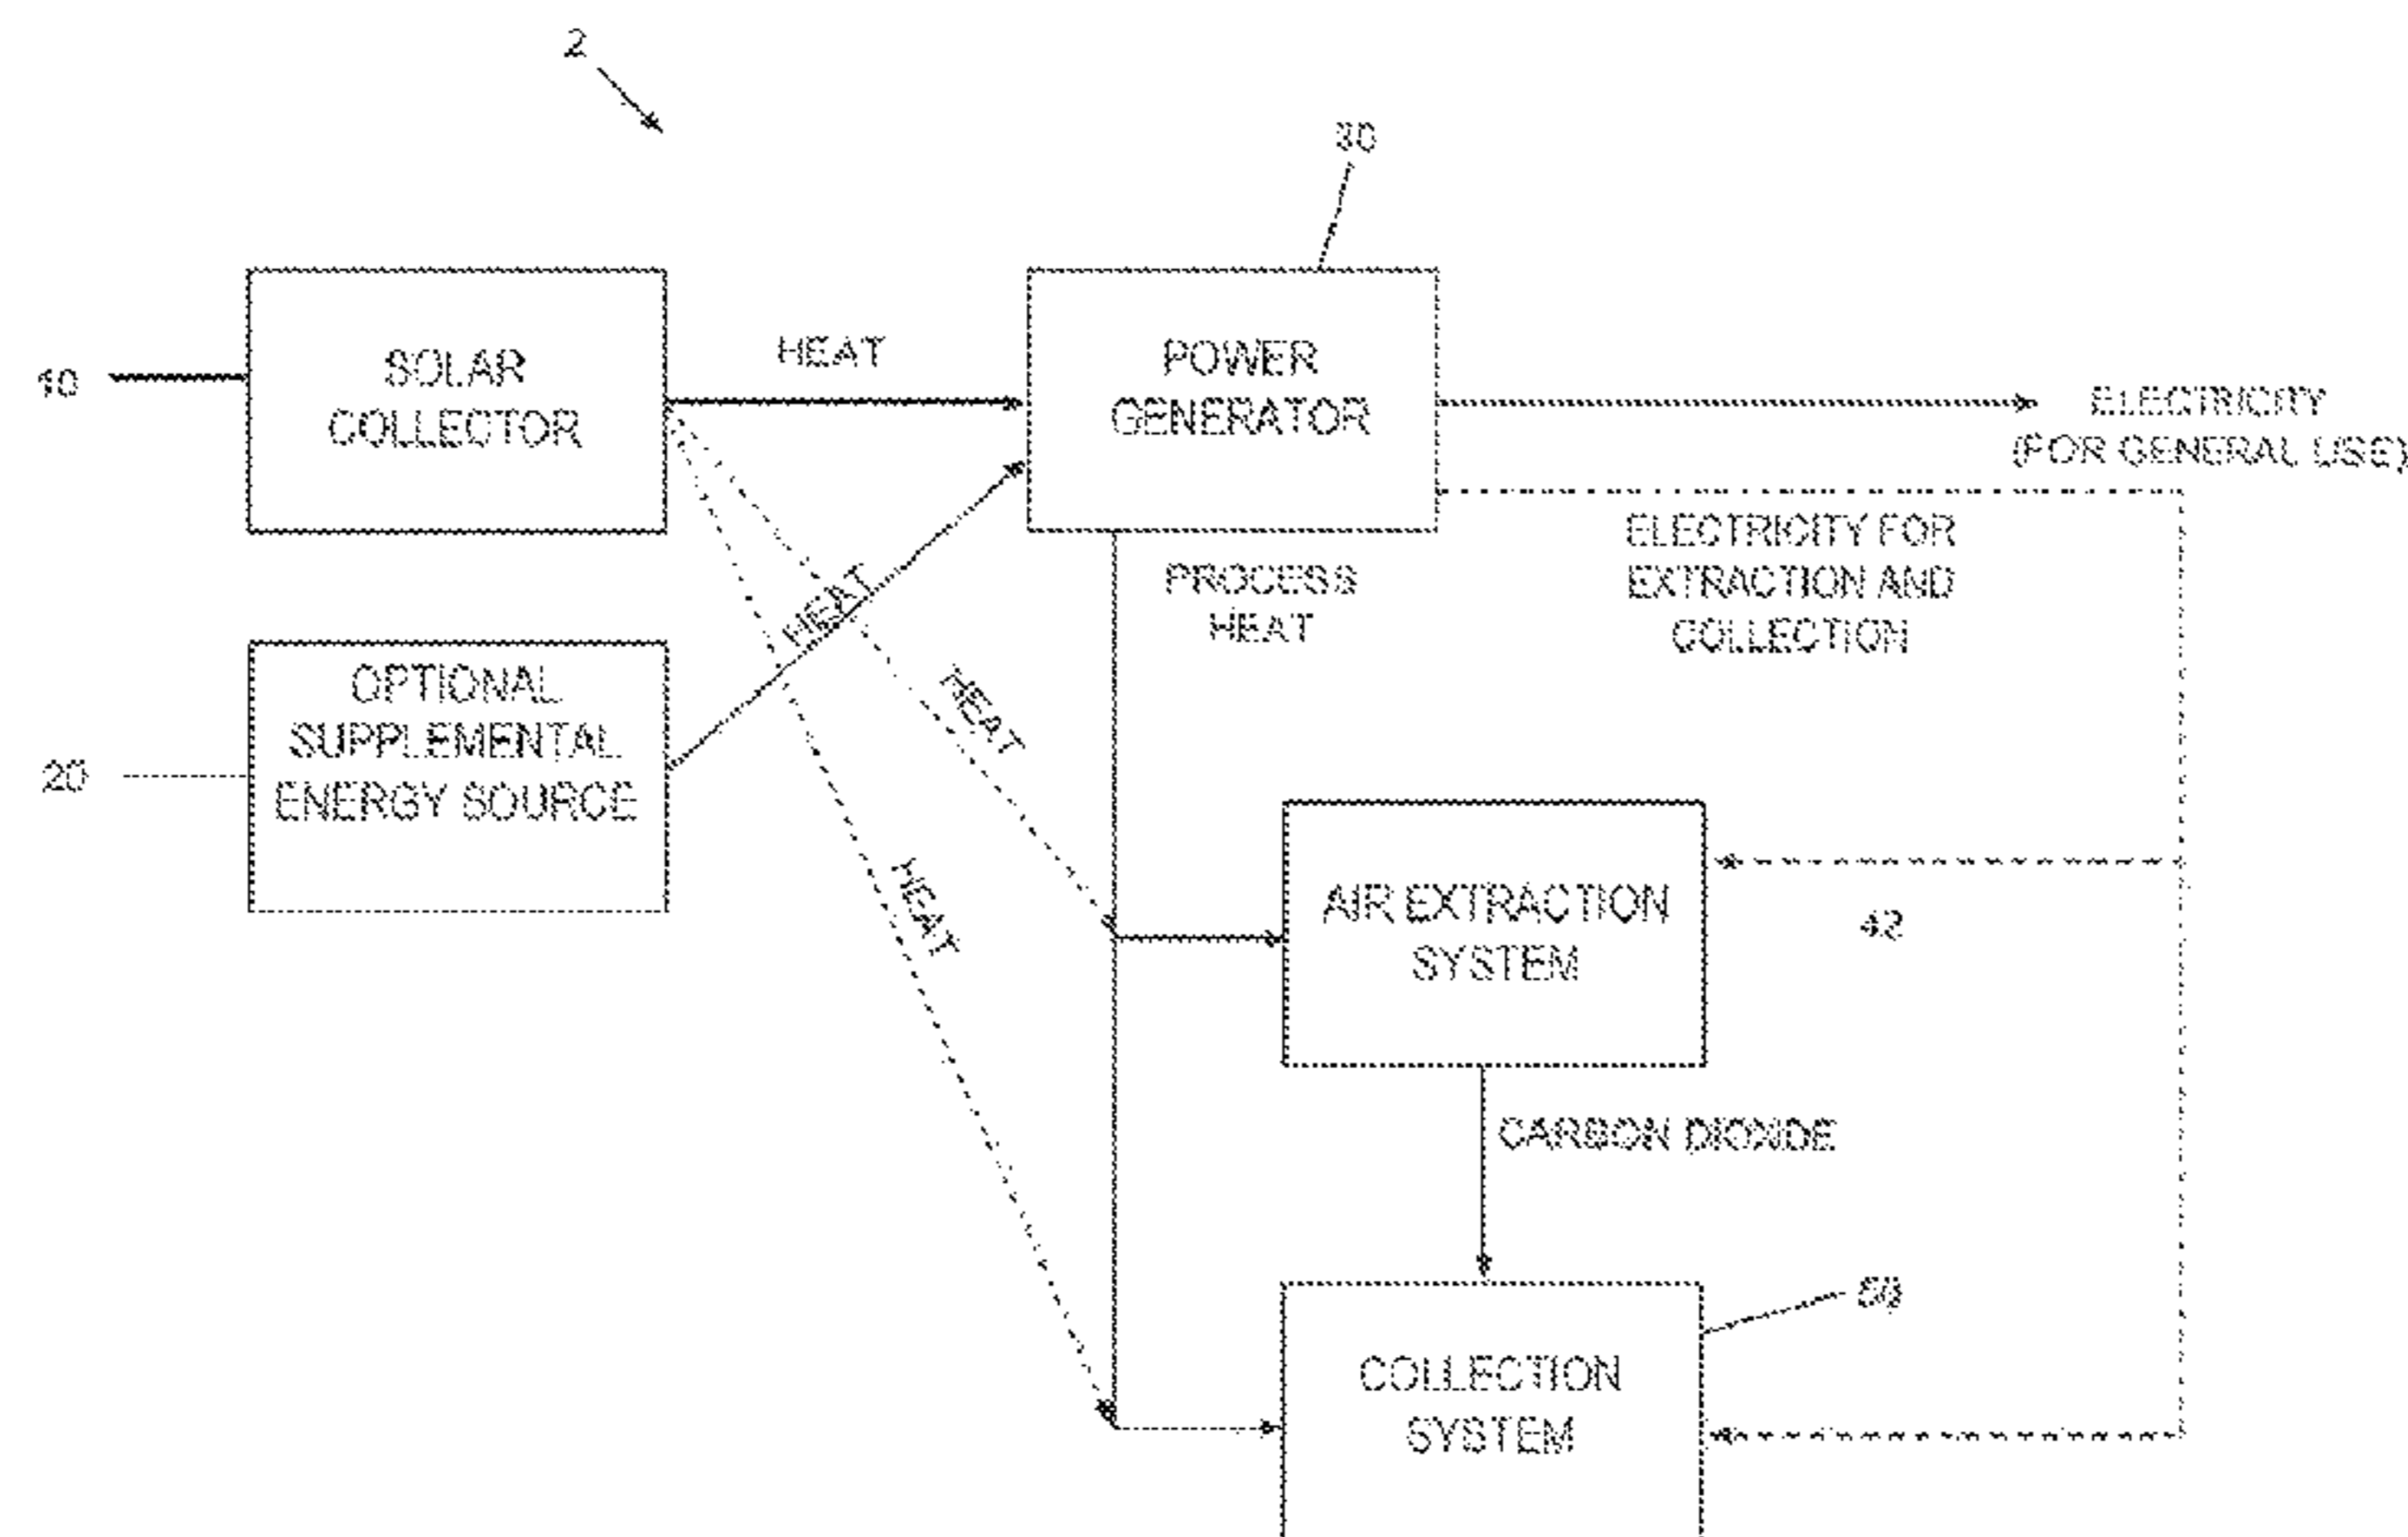 2
30
10
SOLAR
COLLECTOR
HEAT
POWER
GENERATOR
ELECTRICITY
(FOR GENERAL USE)
ELECTRICITY FOR
EXTRACTION AND
COLLECTION
PROCESS
HEAT
HEAT
20
OPTIONAL
SUPPLEMENTAL
ENERGY SOURCE
HEAT
HEAT
AIR EXTRACTION
SYSTEM
42
CARBON DIOXIDE
COLLECTION
SYSTEM